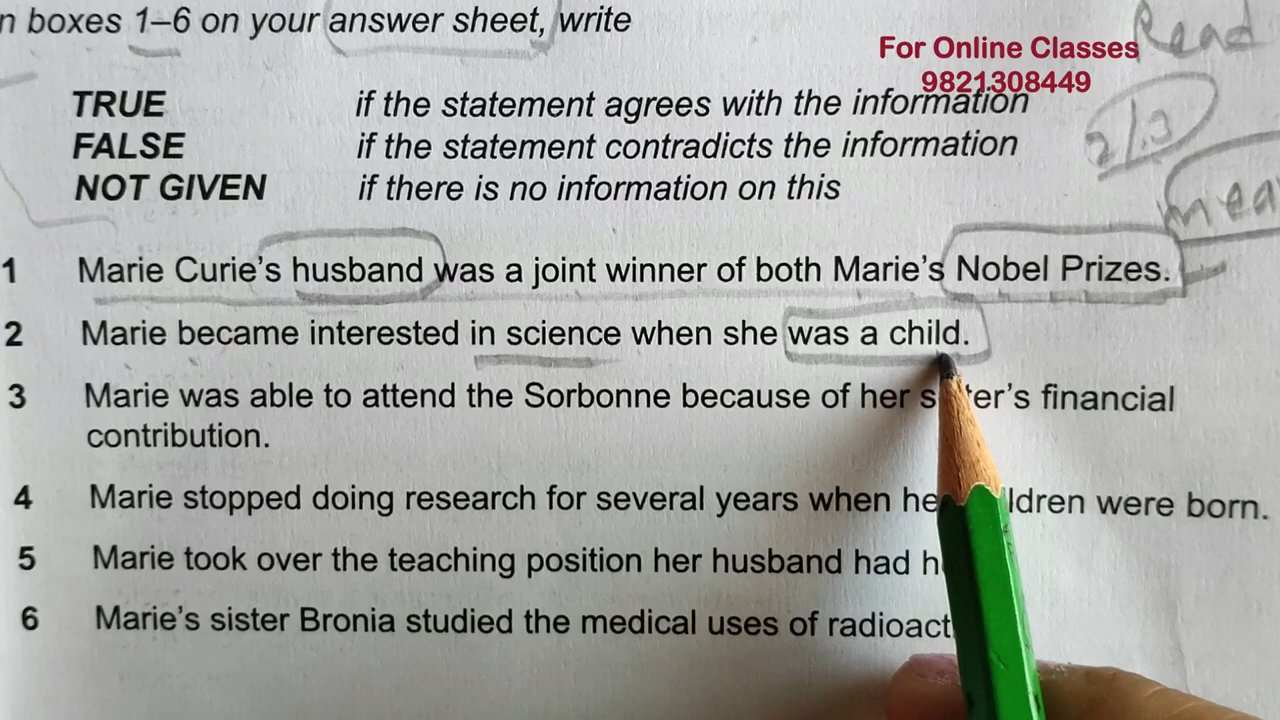 n boxes 1–6 on your answer sheet, write
Read
For Online Classes
9821308449
TRUE if the statement agrees with the information
FALSE if the statement contradicts the information
NOT GIVEN if there is no information on this
1 Marie Curie's husband was a joint winner of both Marie's Nobel Prizes.
2 Marie became interested in science when she was a child.
3 Marie was able to attend the Sorbonne because of her financial
contribution.
4 Marie stopped doing research for several years when were born.
5 Marie took over the teaching position her husband had
6 Marie's sister Bronia studied the medical uses of